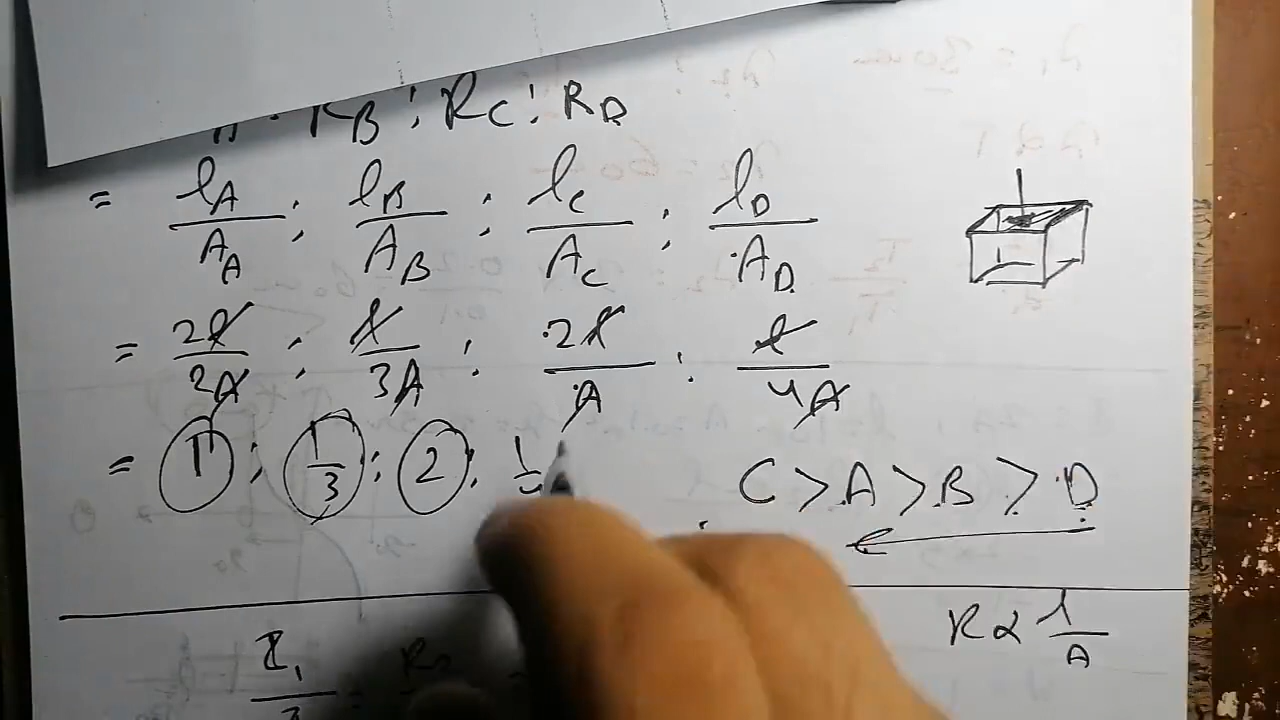 : RB : RC : RD
= lA/AA : lB/AB : lC/AC : lD/AD
= 2l/2A : l/3A : 2l/A : l/4A
= 1 : 1/3 : 2 : 1/
C > A > B > D
R ∝ l/A